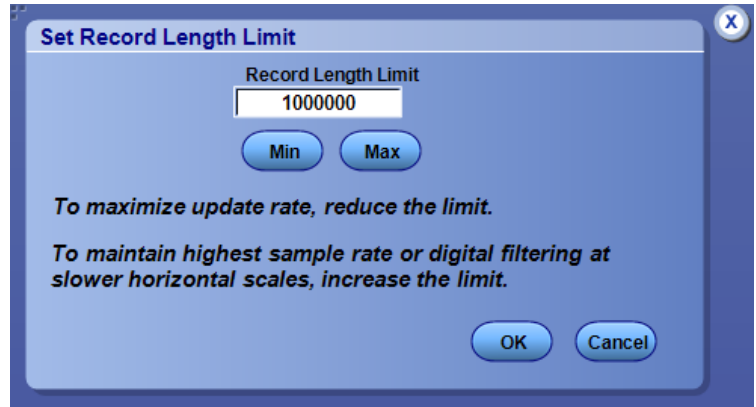 Set Record Length Limit
X
Record Length Limit
1000000
Min Max
To maximize update rate, reduce the limit.
To maintain highest sample rate or digital filtering at
slower horizontal scales, increase the limit.
OK Cancel